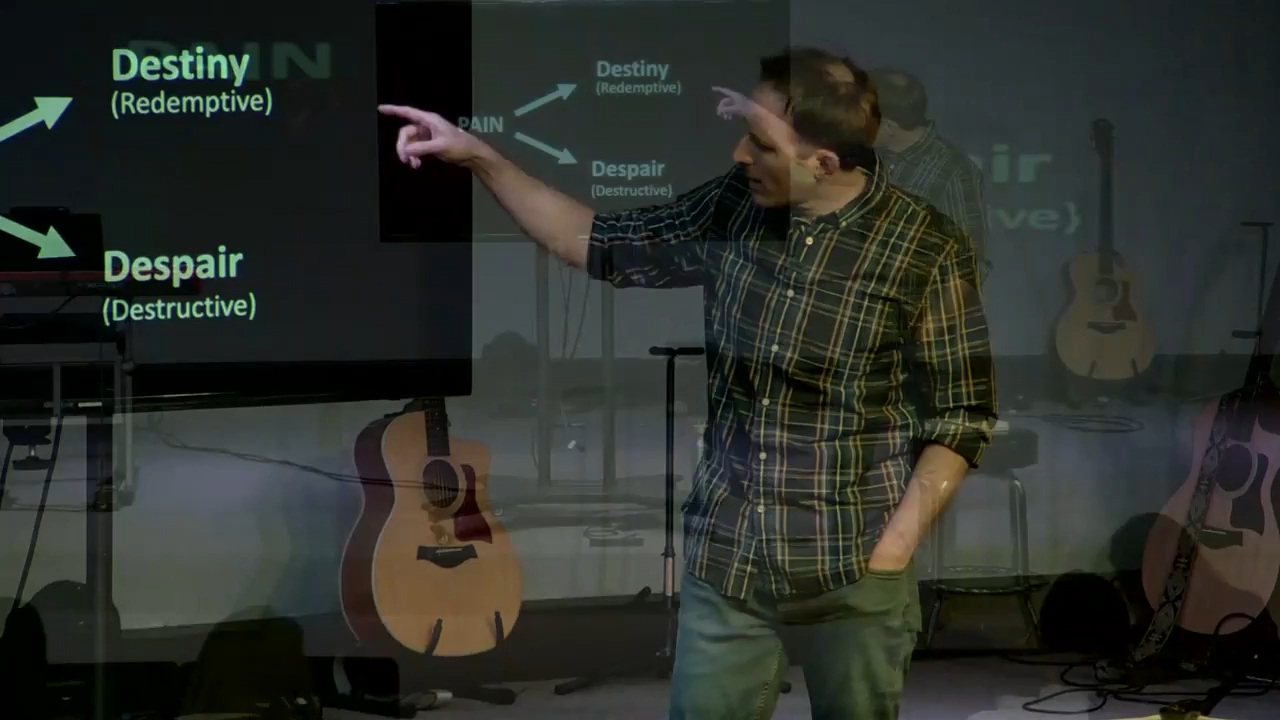 Destiny
(Redemptive)
Despair
(Destructive)
PAIN
Destiny
(Redemptive)
Despair
(Destructive)